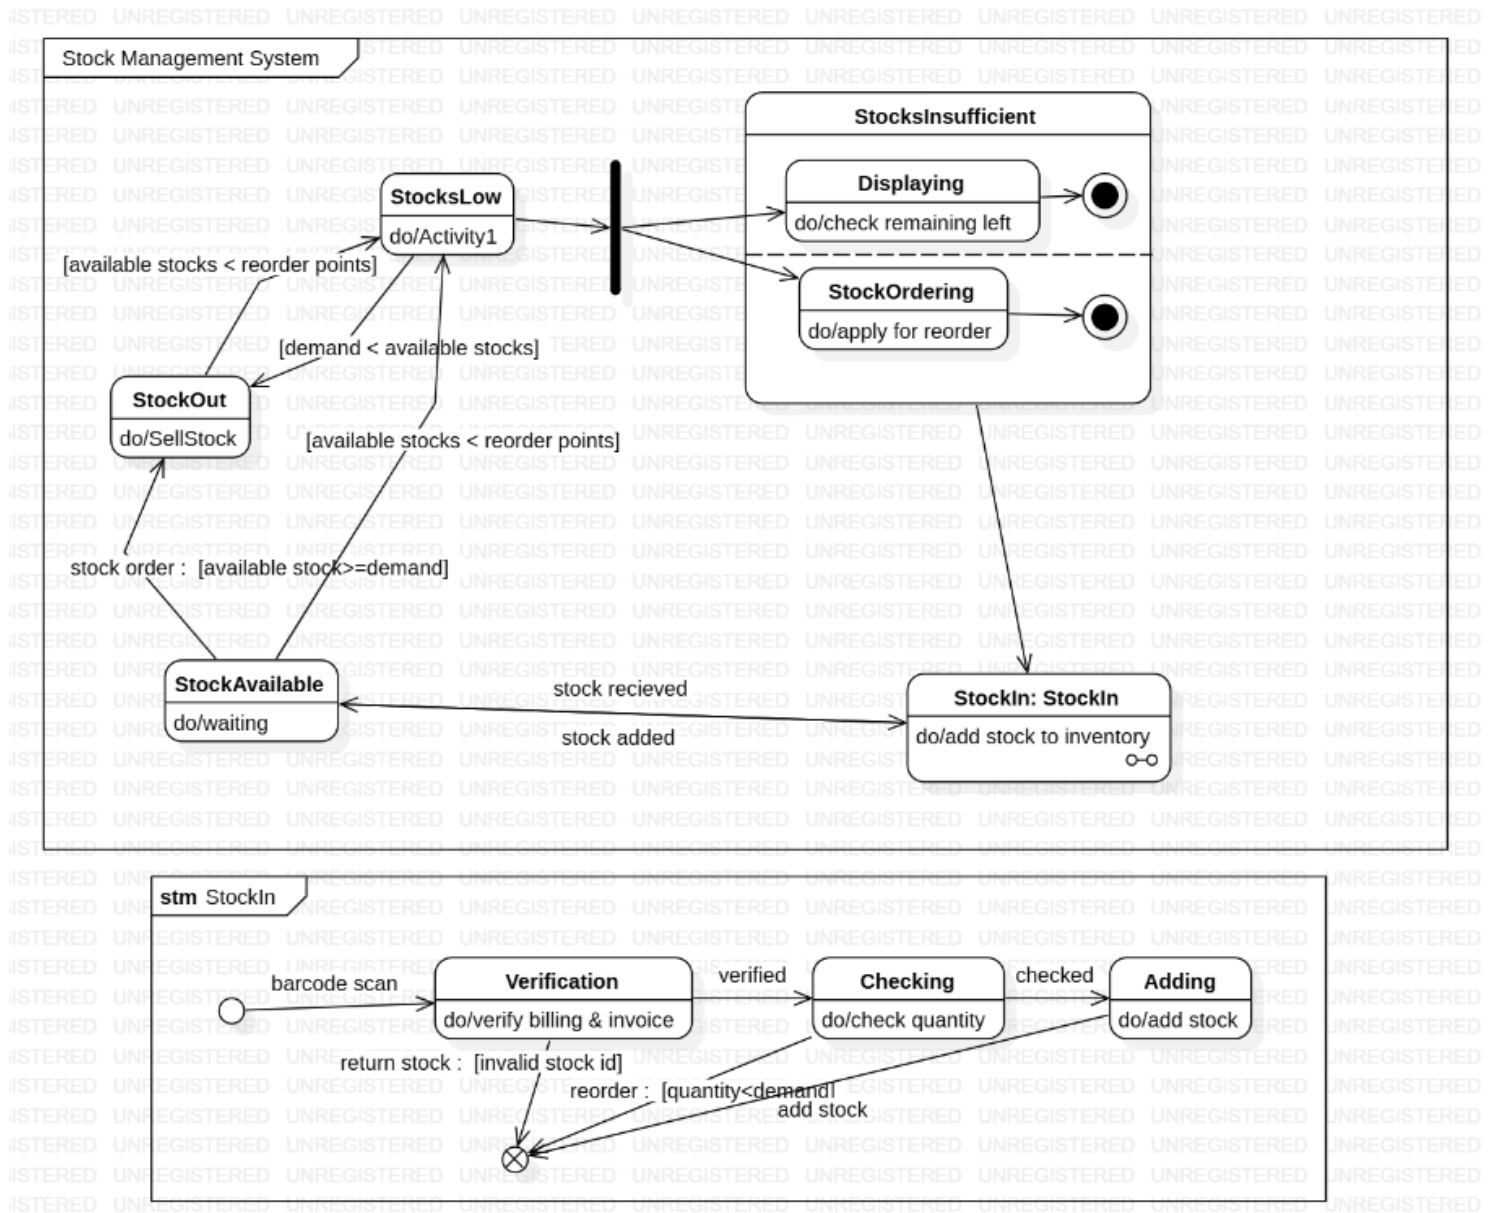 Stock Management System
StocksInsufficient
Displaying
do/check remaining left
StocksLow
do/Activity1
[available stocks < reorder points]
StockOrdering
do/apply for reorder
[demand < available stocks]
StockOut
do/SellStock
[available stocks < reorder points]
stock order : [available stock>=demand]
StockAvailable
do/waiting
stock recieved
stock added
StockIn: StockIn
do/add stock to inventory
stm StockIn
barcode scan
Verification
do/verify billing & invoice
verified
Checking
do/check quantity
checked
Adding
do/add stock
return stock : [invalid stock id]
reorder : [quantity<demand]
add stock
UNREGISTERED